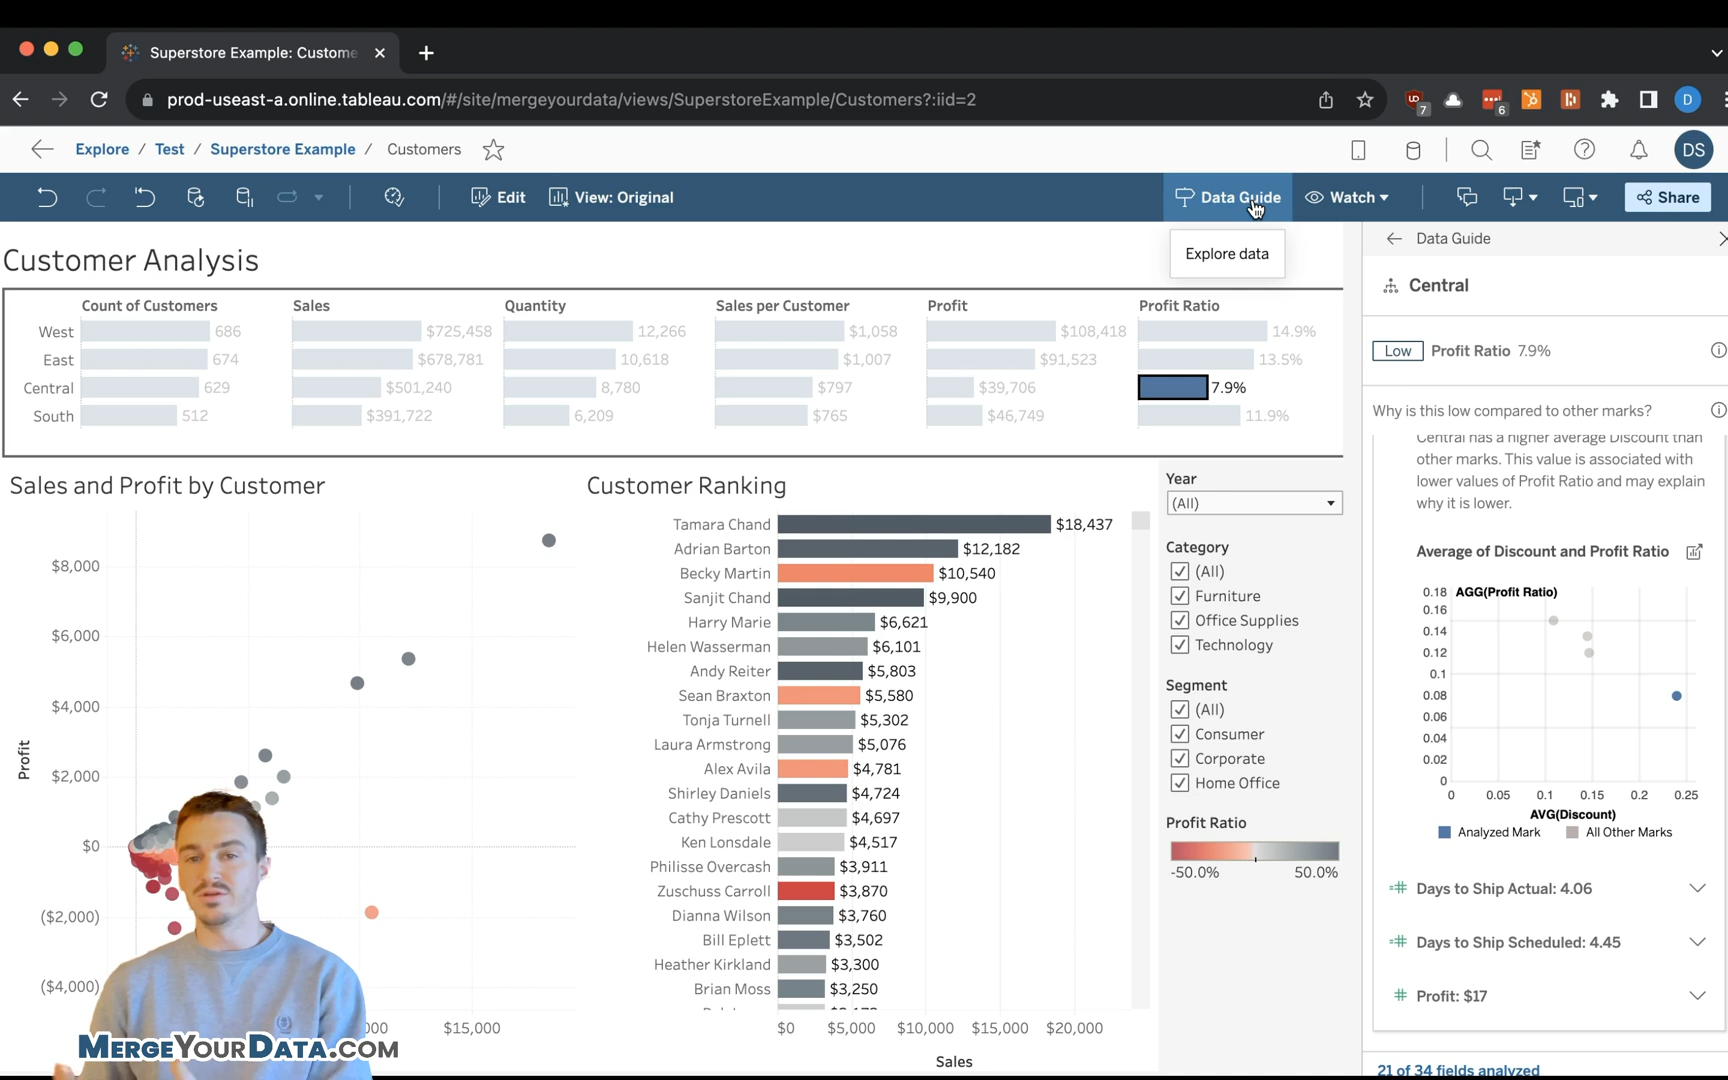 Superstore Example: Custome
prod-useast-a.online.tableau.com/#/site/mergeyourdata/views/SuperstoreExample/Customers?:iid=2
7
6
D
Explore / Test / Superstore Example / Customers
DS
Edit
View: Original
Data Guide
Watch
Share
Explore data
Customer Analysis
Count of Customers Sales Quantity Sales per Customer Profit Profit Ratio
West 686 $725,458 12,266 $1,058 $108,418 14.9%
East 674 $678,781 10,618 $1,007 $91,523 13.5%
Central 629 $501,240 8,780 $797 $39,706 7.9%
South 512 $391,722 6,209 $765 $46,749 11.9%
Sales and Profit by Customer
Profit
$8,000
$6,000
$4,000
$2,000
$0
($2,000)
($4,000)
$15,000
MERGEYOURDATA.COM
Customer Ranking
Tamara Chand $18,437
Adrian Barton $12,182
Becky Martin $10,540
Sanjit Chand $9,900
Harry Marie $6,621
Helen Wasserman $6,101
Andy Reiter $5,803
Sean Braxton $5,580
Tonja Turnell $5,302
Laura Armstrong $5,076
Alex Avila $4,781
Shirley Daniels $4,724
Cathy Prescott $4,697
Ken Lonsdale $4,517
Philisse Overcash $3,911
Zuschuss Carroll $3,870
Dianna Wilson $3,760
Bill Eplett $3,502
Heather Kirkland $3,300
Brian Moss $3,250
$0 $5,000 $10,000 $15,000 $20,000
Sales
Year
(All)
Category
(All)
Furniture
Office Supplies
Technology
Segment
(All)
Consumer
Corporate
Home Office
Profit Ratio
-50.0% 50.0%
Data Guide
Central
Low Profit Ratio 7.9%
Why is this low compared to other marks?
Central has a higher average Discount than
other marks. This value is associated with
lower values of Profit Ratio and may explain
why it is lower.
Average of Discount and Profit Ratio
AGG(Profit Ratio)
0.18
0.16
0.14
0.12
0.1
0.08
0.06
0.04
0.02
0
0 0.05 0.1 0.15 0.2 0.25
AVG(Discount)
Analyzed Mark All Other Marks
Days to Ship Actual: 4.06
Days to Ship Scheduled: 4.45
Profit: $17
21 of 34 fields analyzed